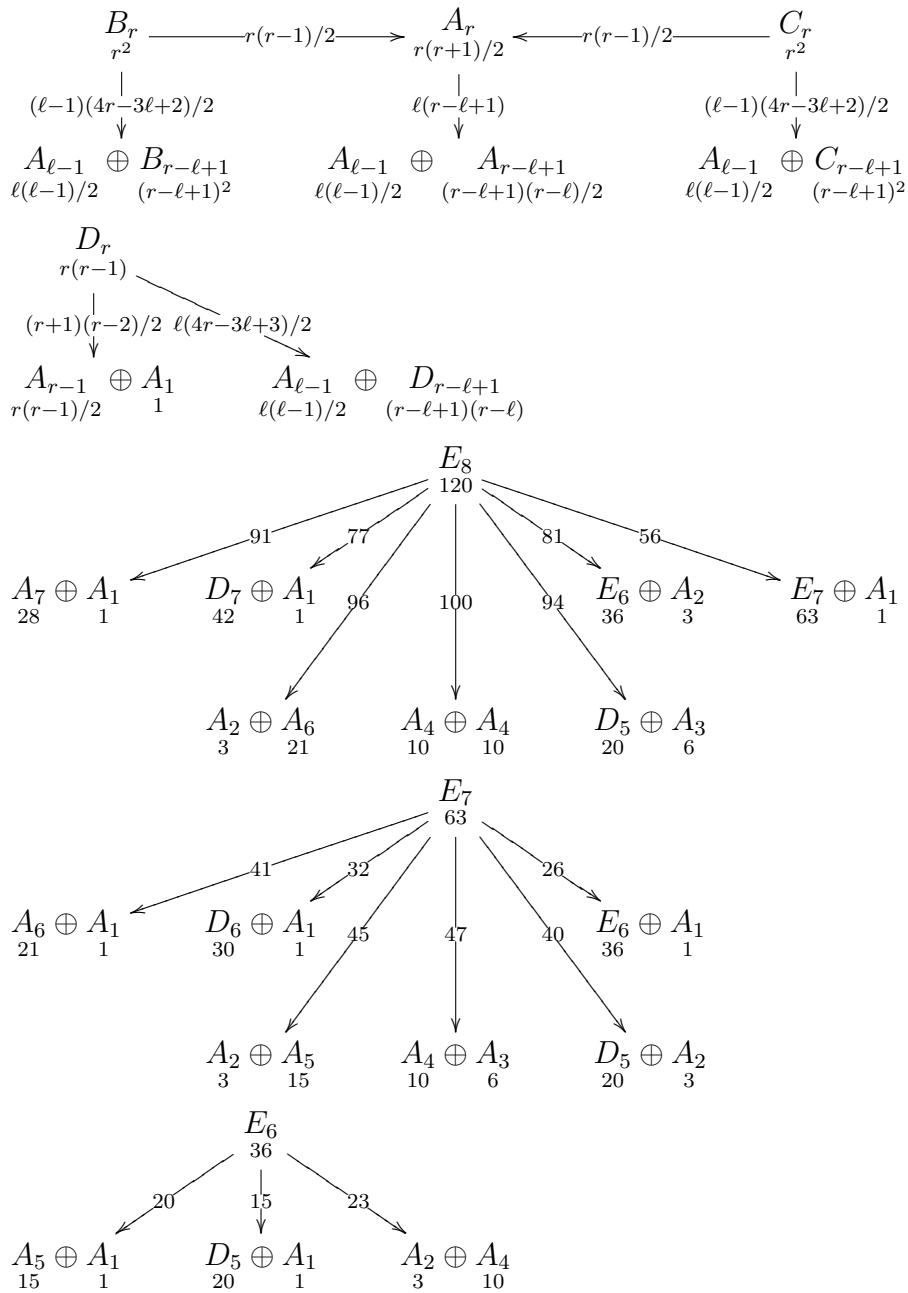 B_r r(r−1)/2 A_r r(r−1)/2 C_r
r² r(r+1)/2 r²
(ℓ−1)(4r−3ℓ+2)/2 ℓ(r−ℓ+1) (ℓ−1)(4r−3ℓ+2)/2
A_{ℓ−1} ⊕ B_{r−ℓ+1} A_{ℓ−1} ⊕ A_{r−ℓ+1} A_{ℓ−1} ⊕ C_{r−ℓ+1}
ℓ(ℓ−1)/2 (r−ℓ+1)² ℓ(ℓ−1)/2 (r−ℓ+1)(r−ℓ)/2 ℓ(ℓ−1)/2 (r−ℓ+1)²
D_r
r(r−1)
(r+1)(r−2)/2 ℓ(4r−3ℓ+3)/2
A_{r−1} ⊕ A_1 A_{ℓ−1} ⊕ D_{r−ℓ+1}
r(r−1)/2 1 ℓ(ℓ−1)/2 (r−ℓ+1)(r−ℓ)
E_8
120
91 77 81 56
A_7 ⊕ A_1 D_7 ⊕ A_1 E_6 ⊕ A_2 E_7 ⊕ A_1
96 100 94
28 1 42 1 36 3 63 1
A_2 ⊕ A_6 A_4 ⊕ A_4 D_5 ⊕ A_3
3 21 10 10 20 6
E_7
63
41 32 26
A_6 ⊕ A_1 D_6 ⊕ A_1 E_6 ⊕ A_1
45 47 40
21 1 30 1 36 1
A_2 ⊕ A_5 A_4 ⊕ A_3 D_5 ⊕ A_2
3 15 10 6 20 3
E_6
36
20 15 23
A_5 ⊕ A_1 D_5 ⊕ A_1 A_2 ⊕ A_4
15 1 20 1 3 10